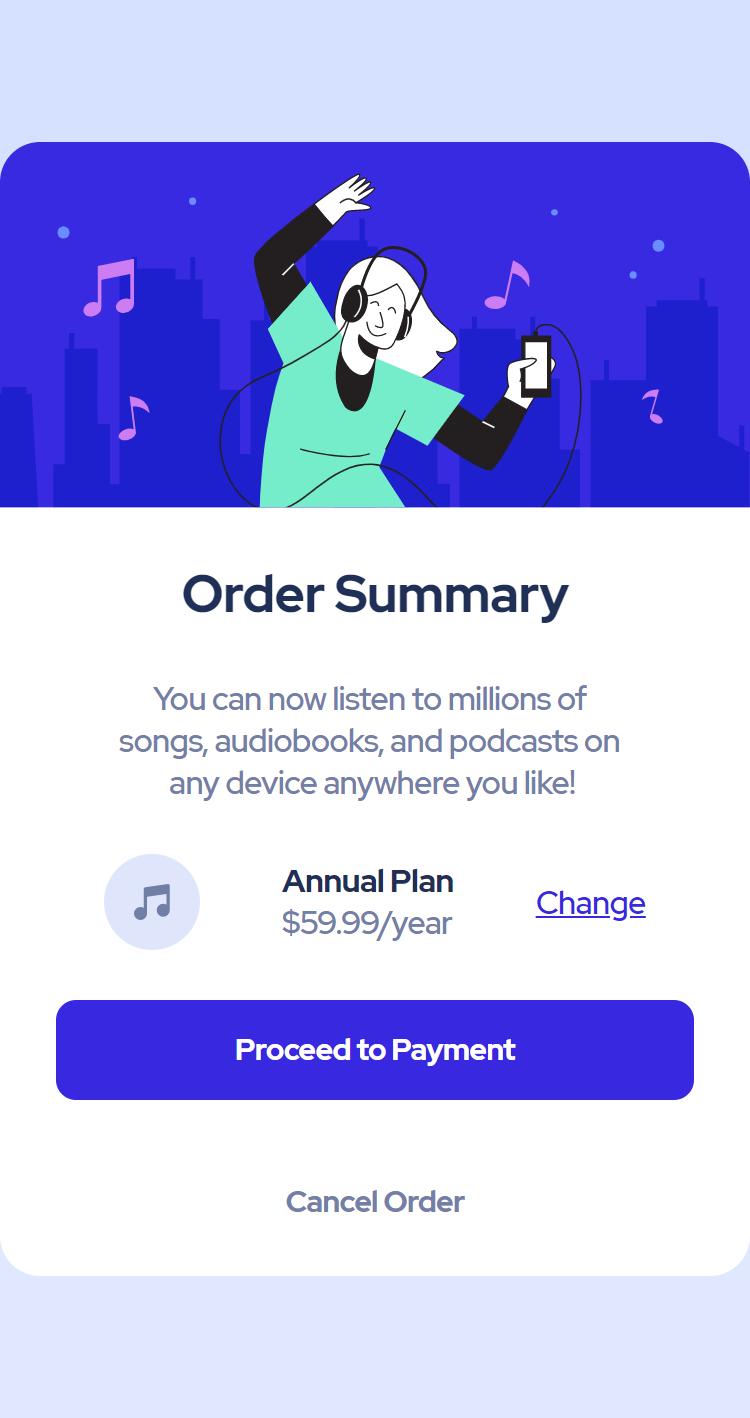 Order Summary
You can now listen to millions of
songs, audiobooks, and podcasts on
any device anywhere you like!
Annual Plan
$59.99/year
Change
Proceed to Payment
Cancel Order